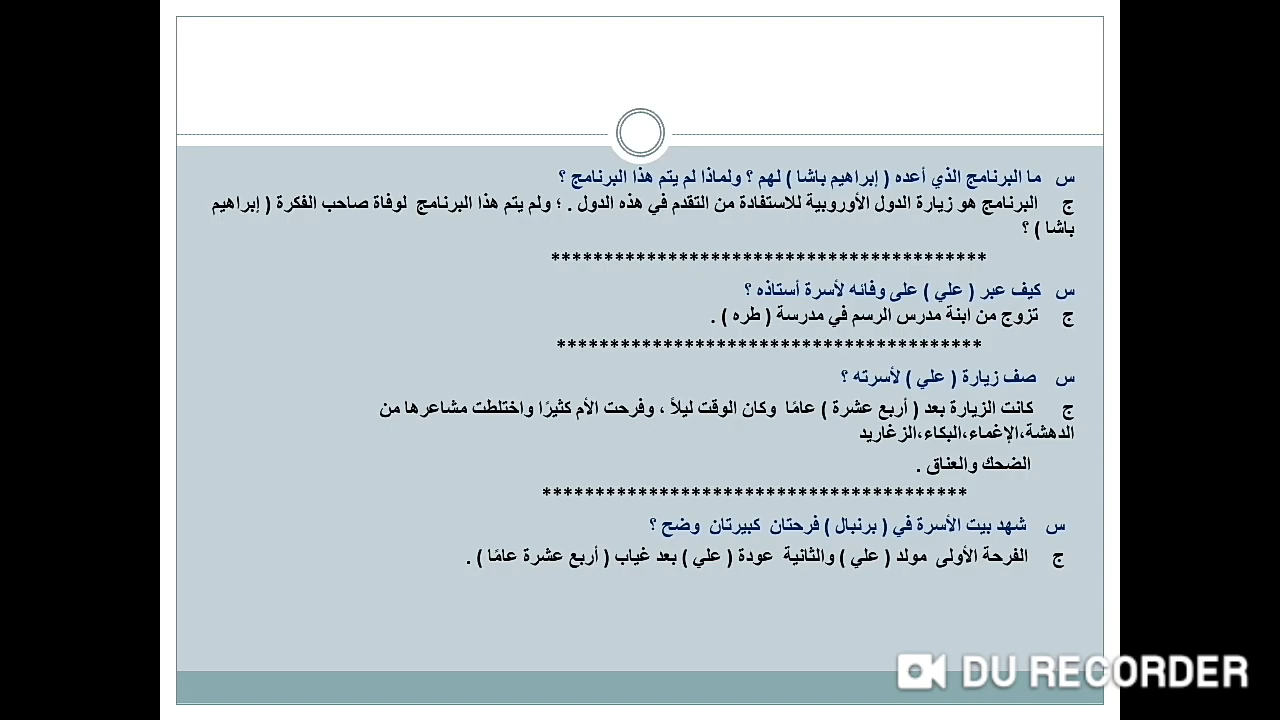 س ما البرنامج الذي أعده ( إبراهيم باشا ) لهم ؟ ولماذا لم يتم هذا البرنامج ؟
ج البرنامج هو زيارة الدول الأوروبية للاستفادة من التقدم في هذه الدول . ؛ ولم يتم هذا البرنامج لوفاة صاحب الفكرة ( إبراهيم
باشا ) ؟
*****************************************
س كيف عبر ( علي ) على وفائه لأسرة أستاذه ؟
ج تزوج من ابنة مدرس الرسم في مدرسة ( طره ) .
****************************************
س صف زيارة ( علي ) لأسرته ؟
ج كانت الزيارة بعد ( أربع عشرة ) عامًا وكان الوقت ليلاً ، وفرحت الأم كثيرًا واختلطت مشاعرها من
الدهشة،الإغماء،البكاء،الزغاريد
الضحك والعناق .
****************************************
س شهد بيت الأسرة في ( برنبال ) فرحتان كبيرتان وضح ؟
ج الفرحة الأولى مولد ( علي ) والثانية عودة ( علي ) بعد غياب ( أربع عشرة عامًا ) .
DU RECORDER